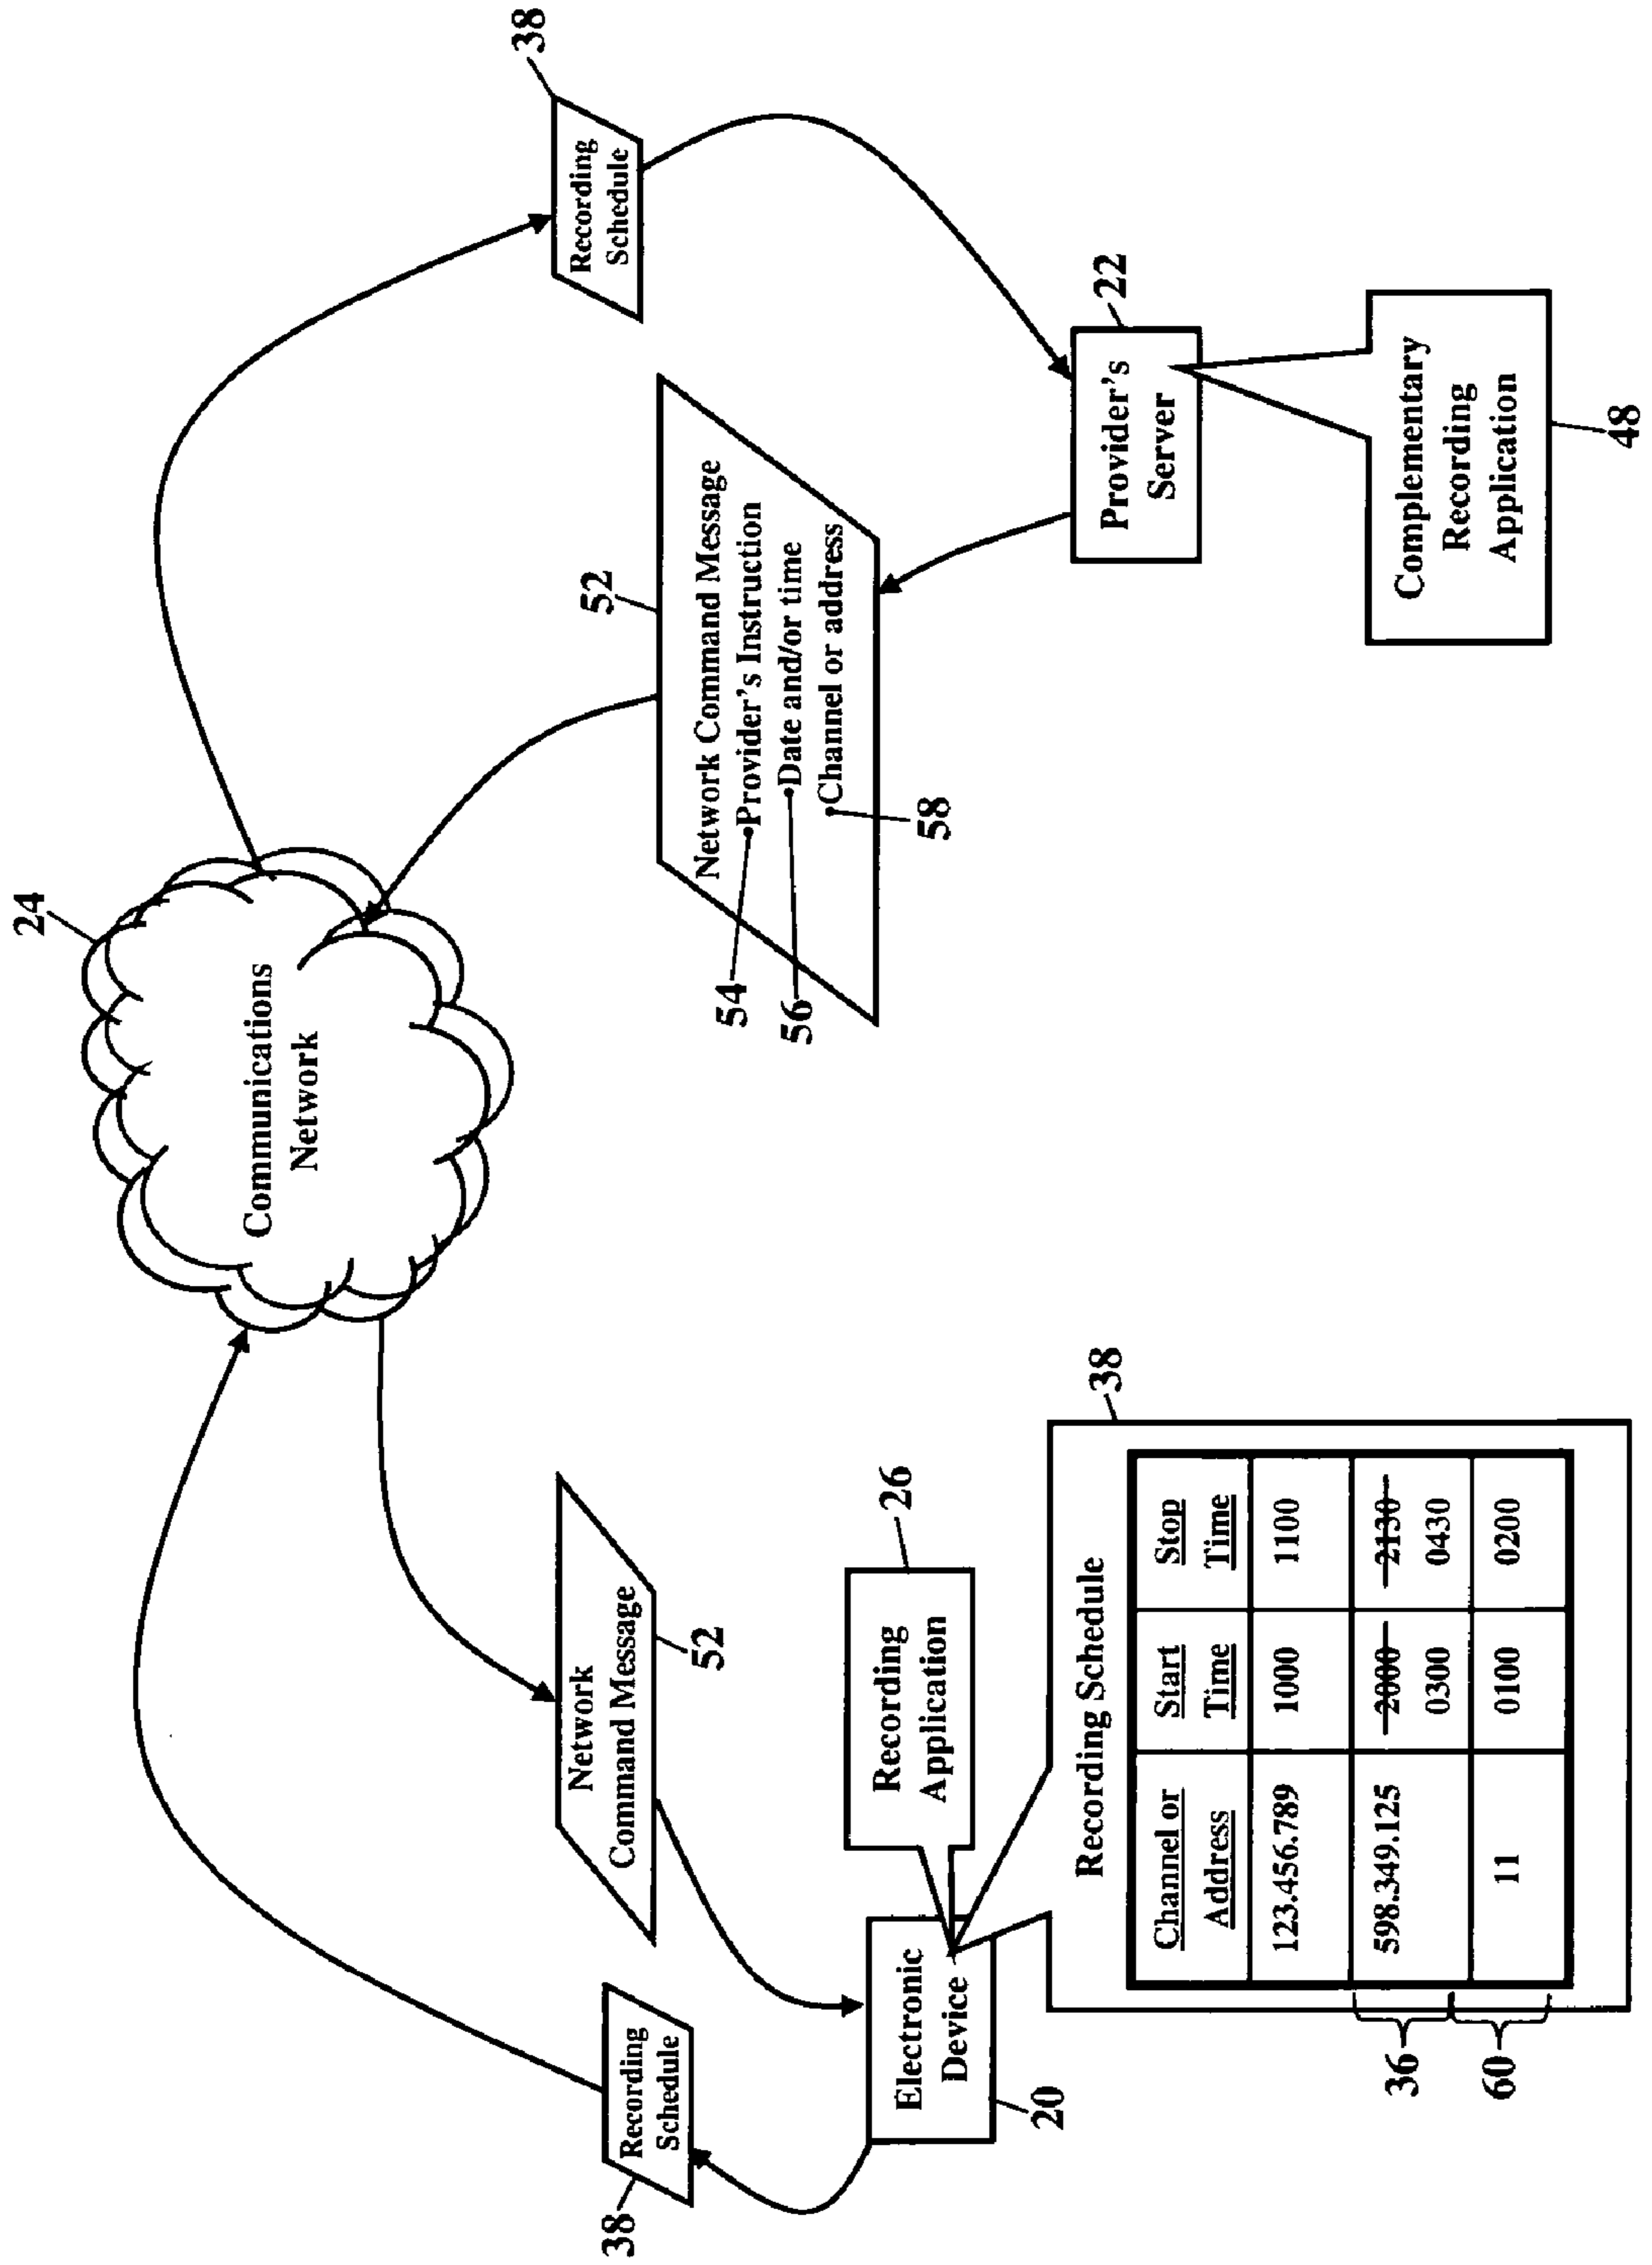 24
Communications
Network
38
Recording
Schedule
52
Network Command Message
54
•Provider's Instruction
56
•Date and/or time
•Channel or address
58
Provider's
Server
22
Complementary
Recording
Application
48
Network
Command Message
52
Recording
Schedule
38
Electronic
Device
20
Recording
Application
26
38
Recording Schedule
Channel or Address Start Time Stop Time
123.456.789 1000 1100
598.349.125 2000 2130
0300 0430
11 0100 0200
36
60